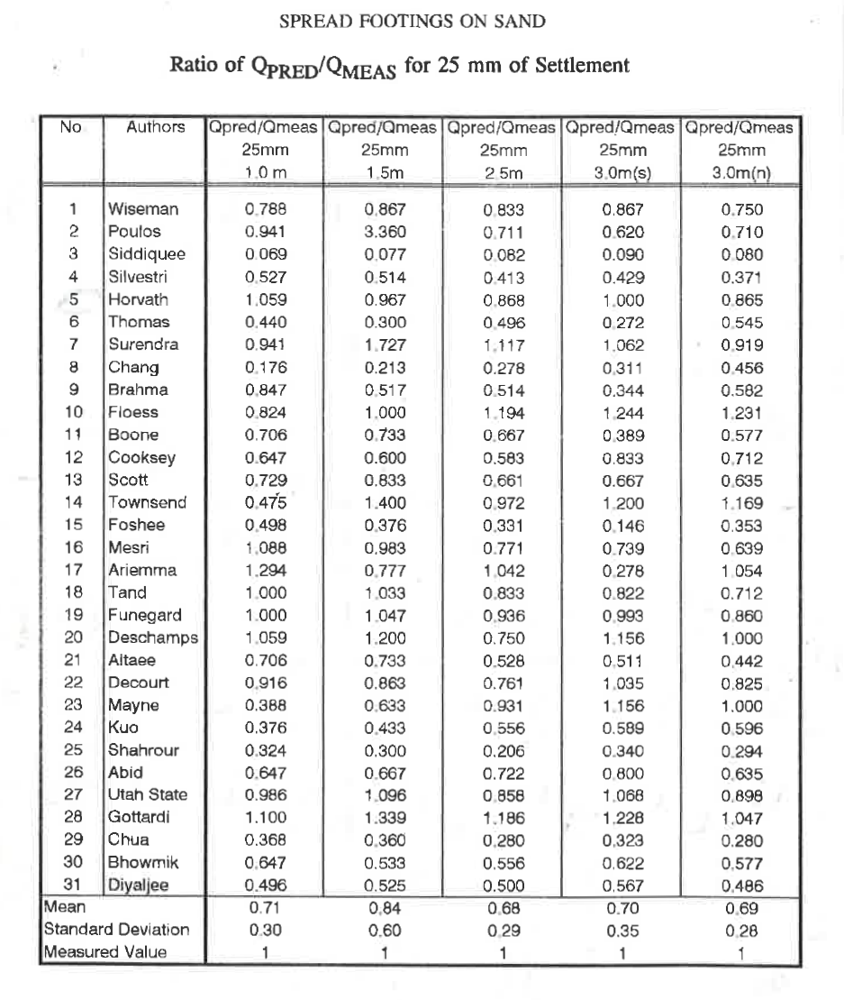 SPREAD FOOTINGS ON SAND
Ratio of QPRED/QMEAS for 25 mm of Settlement
No Authors Qpred/Qmeas Qpred/Qmeas Qpred/Qmeas Qpred/Qmeas Qpred/Qmeas
25mm 25mm 25mm 25mm 25mm
1.0 m 1.5m 2.5m 3.0m(s) 3.0m(n)
1 Wiseman 0.788 0.867 0.833 0.867 0.750
2 Poulos 0.941 3.360 0.711 0.620 0.710
3 Siddiquee 0.069 0.077 0.082 0.090 0.080
4 Silvestri 0.527 0.514 0.413 0.429 0.371
5 Horvath 1.059 0.967 0.868 1.000 0.865
6 Thomas 0.440 0.300 0.496 0.272 0.545
7 Surendra 0.941 1.727 1.117 1.062 0.919
8 Chang 0.176 0.213 0.278 0.311 0.456
9 Brahma 0.847 0.517 0.514 0.344 0.582
10 Floess 0.824 1.000 1.194 1.244 1.231
11 Boone 0.706 0.733 0.667 0.389 0.577
12 Cooksey 0.647 0.600 0.583 0.833 0.712
13 Scott 0.729 0.833 0.661 0.667 0.635
14 Townsend 0.475 1.400 0.972 1.200 1.169
15 Foshee 0.498 0.376 0.331 0.146 0.353
16 Mesri 1.088 0.983 0.771 0.739 0.639
17 Ariemma 1.294 0.777 1.042 0.278 1.054
18 Tand 1.000 1.033 0.833 0.822 0.712
19 Funegard 1.000 1.047 0.936 0.993 0.860
20 Deschamps 1.059 1.200 0.750 1.156 1.000
21 Altaee 0.706 0.733 0.528 0.511 0.442
22 Decourt 0.916 0.863 0.761 1.035 0.825
23 Mayne 0.388 0.633 0.931 1.156 1.000
24 Kuo 0.376 0.433 0.556 0.589 0.596
25 Shahrour 0.324 0.300 0.206 0.340 0.294
26 Abid 0.647 0.667 0.722 0.800 0.635
27 Utah State 0.986 1.096 0.858 1.068 0.898
28 Gottardi 1.100 1.339 1.186 1.228 1.047
29 Chua 0.368 0.360 0.280 0.323 0.280
30 Bhowmik 0.647 0.533 0.556 0.622 0.577
31 Diyaljee 0.496 0.525 0.500 0.567 0.486
Mean 0.71 0.84 0.68 0.70 0.69
Standard Deviation 0.30 0.60 0.29 0.35 0.28
Measured Value 1 1 1 1 1